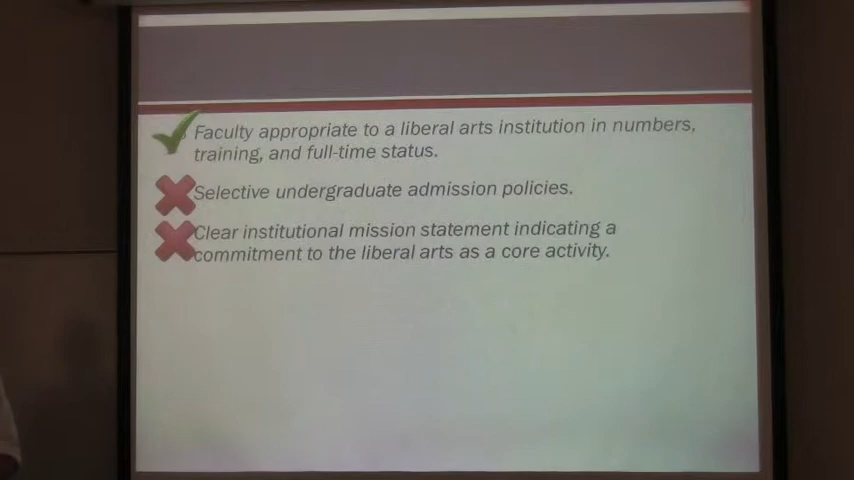 Faculty appropriate to a liberal arts institution in numbers,
training, and full-time status.
Selective undergraduate admission policies.
Clear institutional mission statement indicating a
commitment to the liberal arts as a core activity.